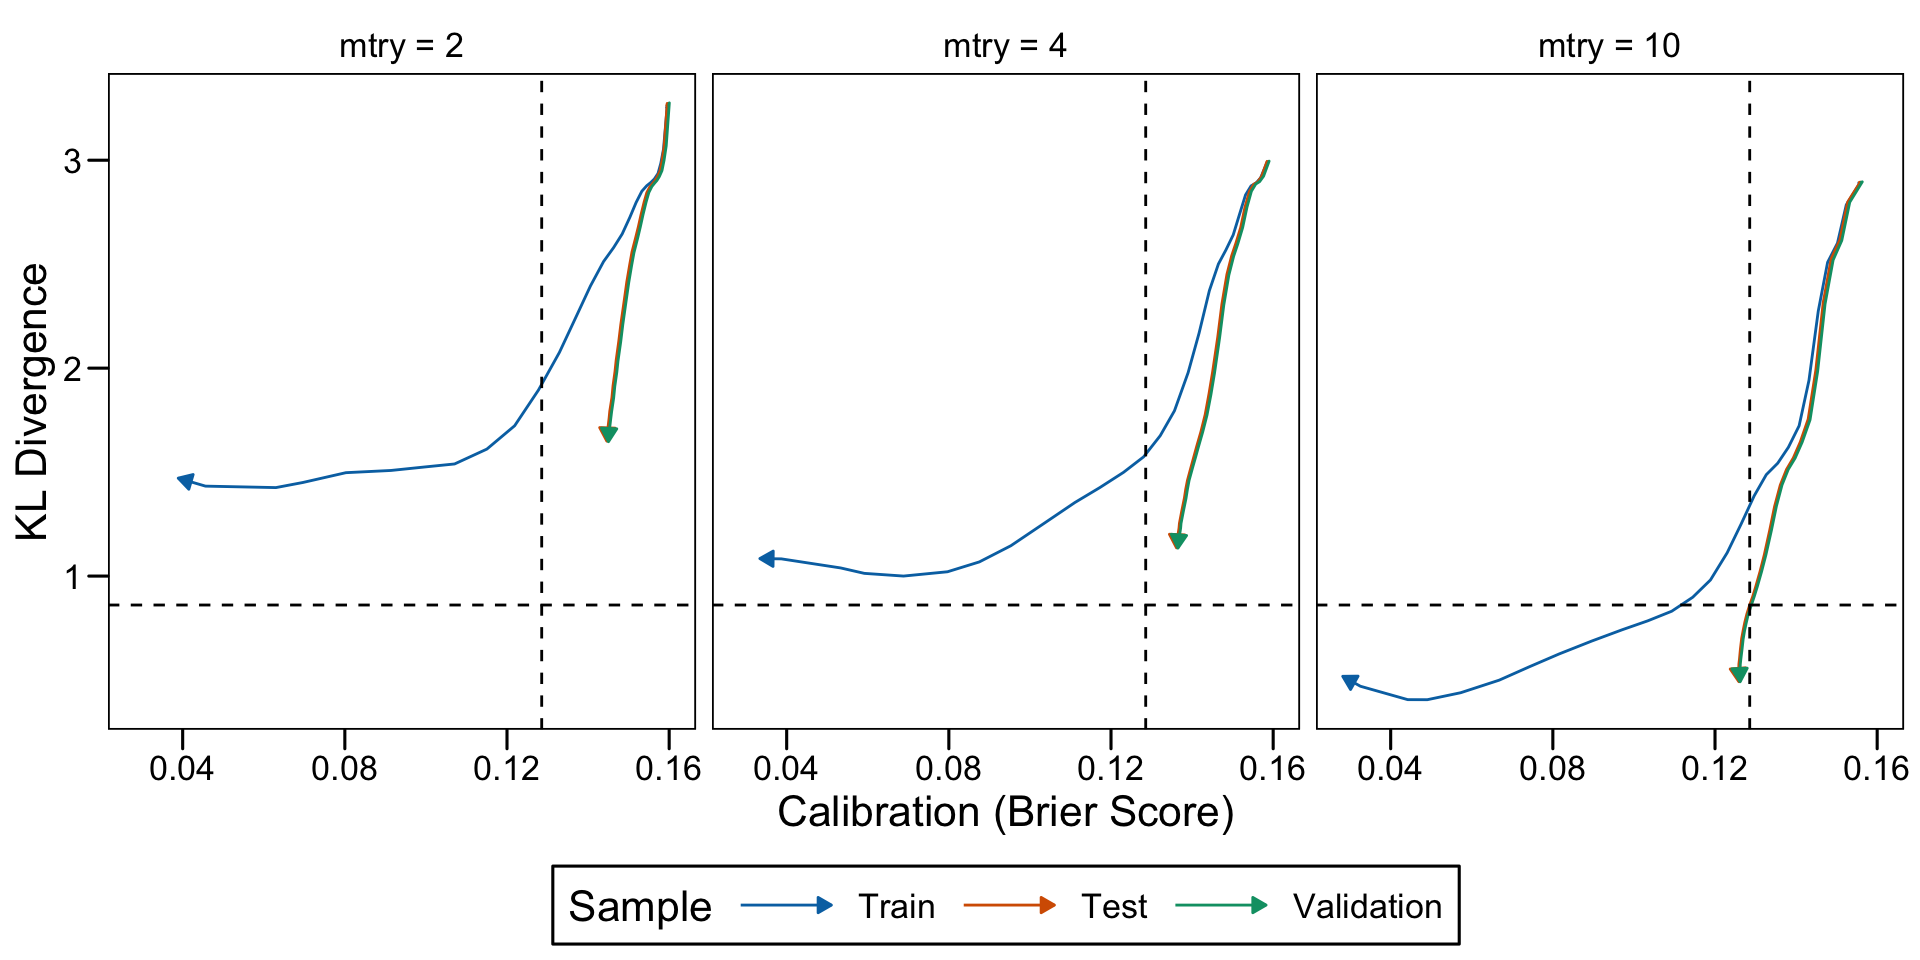 mtry = 2
mtry = 4
mtry = 10
KL Divergence
3
2
1
0.04 0.08 0.12 0.16 0.04 0.08 0.12 0.16 0.04 0.08 0.12 0.16
Calibration (Brier Score)
Sample Train Test Validation